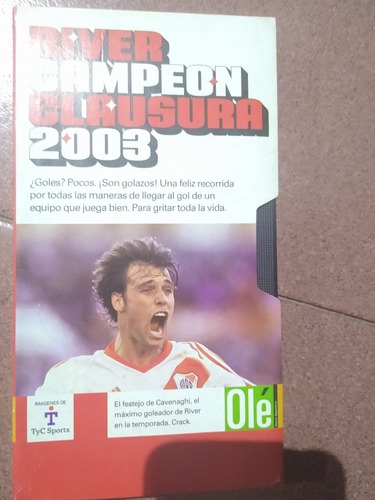 RIVER
CAMPEON
CLAUSURA
2003
¿Goles? Pocos. ¡Son golazos! Una feliz recorrida
por todas las maneras de llegar al gol de un
equipo que juega bien. Para gritar toda la vida.
IMAGENES DE
T
TyC Sports
El festejo de Cavenaghi, el
máximo goleador de River
en la temporada. Crack.
Olé